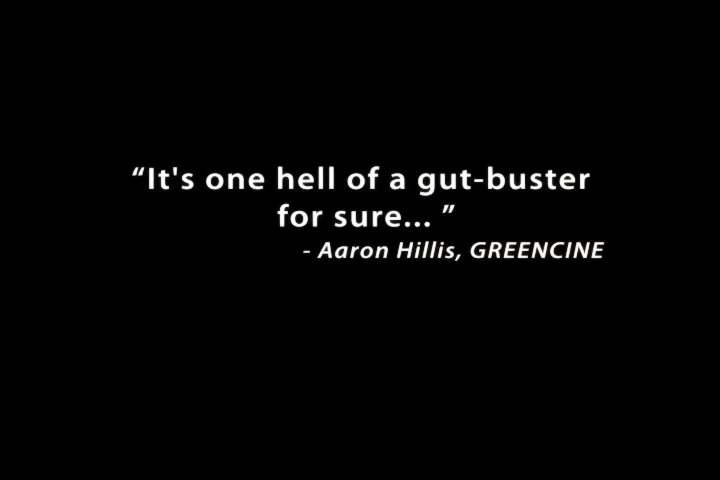 “It's one hell of a gut-buster
for sure... ”
- Aaron Hillis, GREENCINE